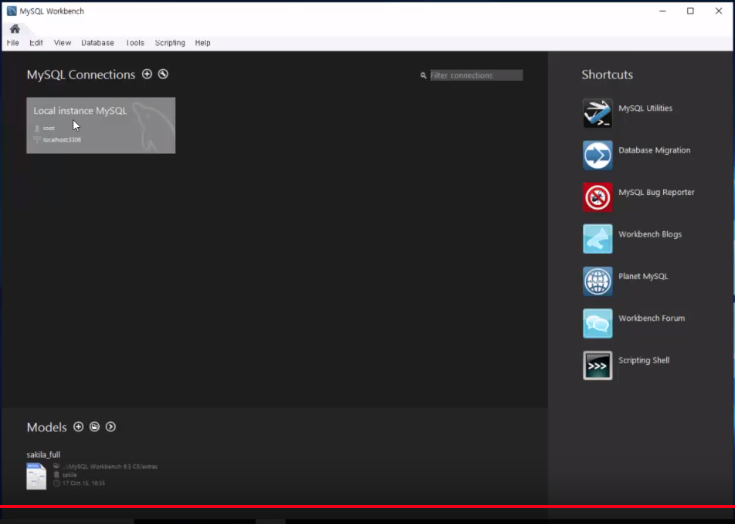 MySQL Workbench
File Edit View Database Tools Scripting Help
MySQL Connections
Filter connections
Local instance MySQL
root
localhost:3306
Shortcuts
MySQL Utilities
Database Migration
MySQL Bug Reporter
Workbench Blogs
Planet MySQL
Workbench Forum
Scripting Shell
>>>
Models
sakila_full
...\MySQL Workbench 6.3 CE\extras
sakila
17 Oct 15,